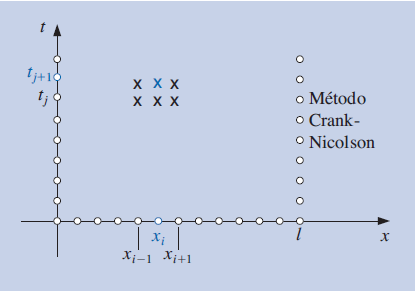 t
t_{j+1}
x x x
t_j
x x x
Método
Crank-
Nicolson
x_i
l
x
x_{i-1} x_{i+1}